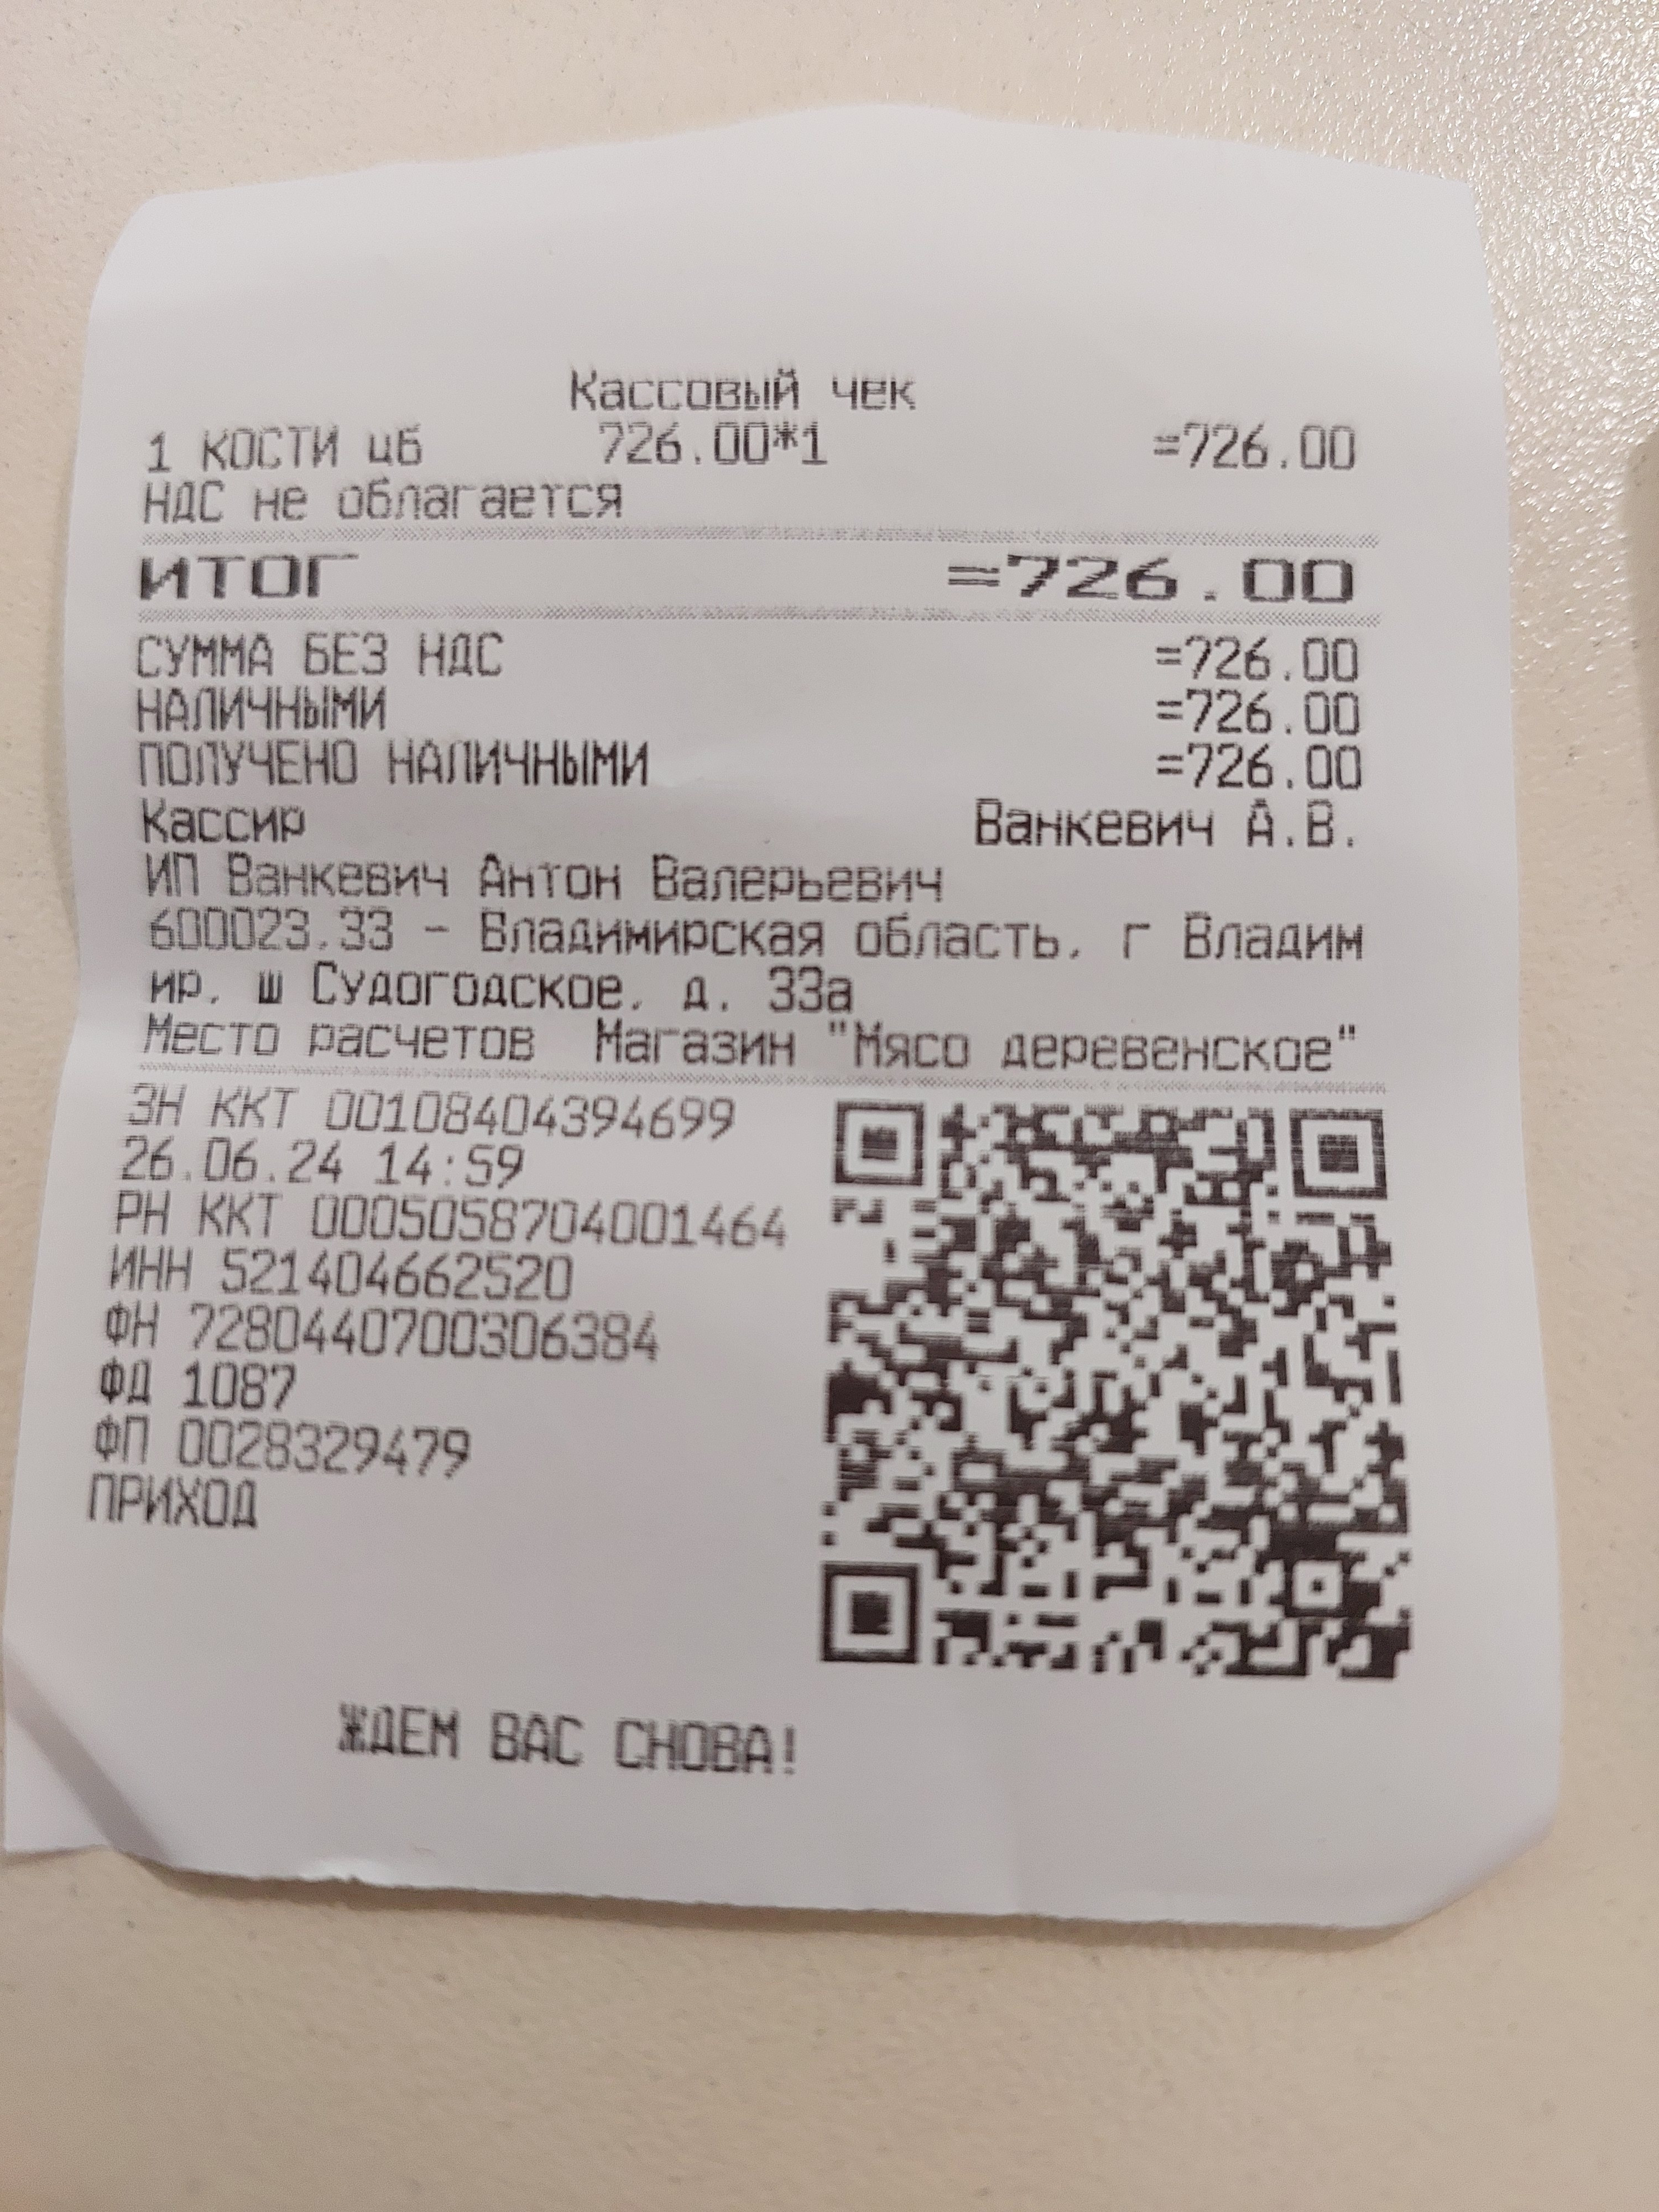 Кассовый чек
1 КОСТИ цб 726.00*1 =726.00
НДС не облагается
ИТОГ =726.00
СУММА БЕЗ НДС =726.00
НАЛИЧНЫМИ =726.00
ПОЛУЧЕНО НАЛИЧНЫМИ =726.00
Кассир Ванкевич А.В.
ИП Ванкевич Антон Валерьевич
600023,33 - Владимирская область, г Владим
ир, ш Судогодское, д. 33а
Место расчетов Магазин "Мясо деревенское"
ЗН ККТ 00108404394699
26.06.24 14:59
РН ККТ 0005058704001464
ИНН 521404662520
ФН 7280440700306384
ФД 1087
ФП 0028329479
ПРИХОД
ЖДЕМ ВАС СНОВА!